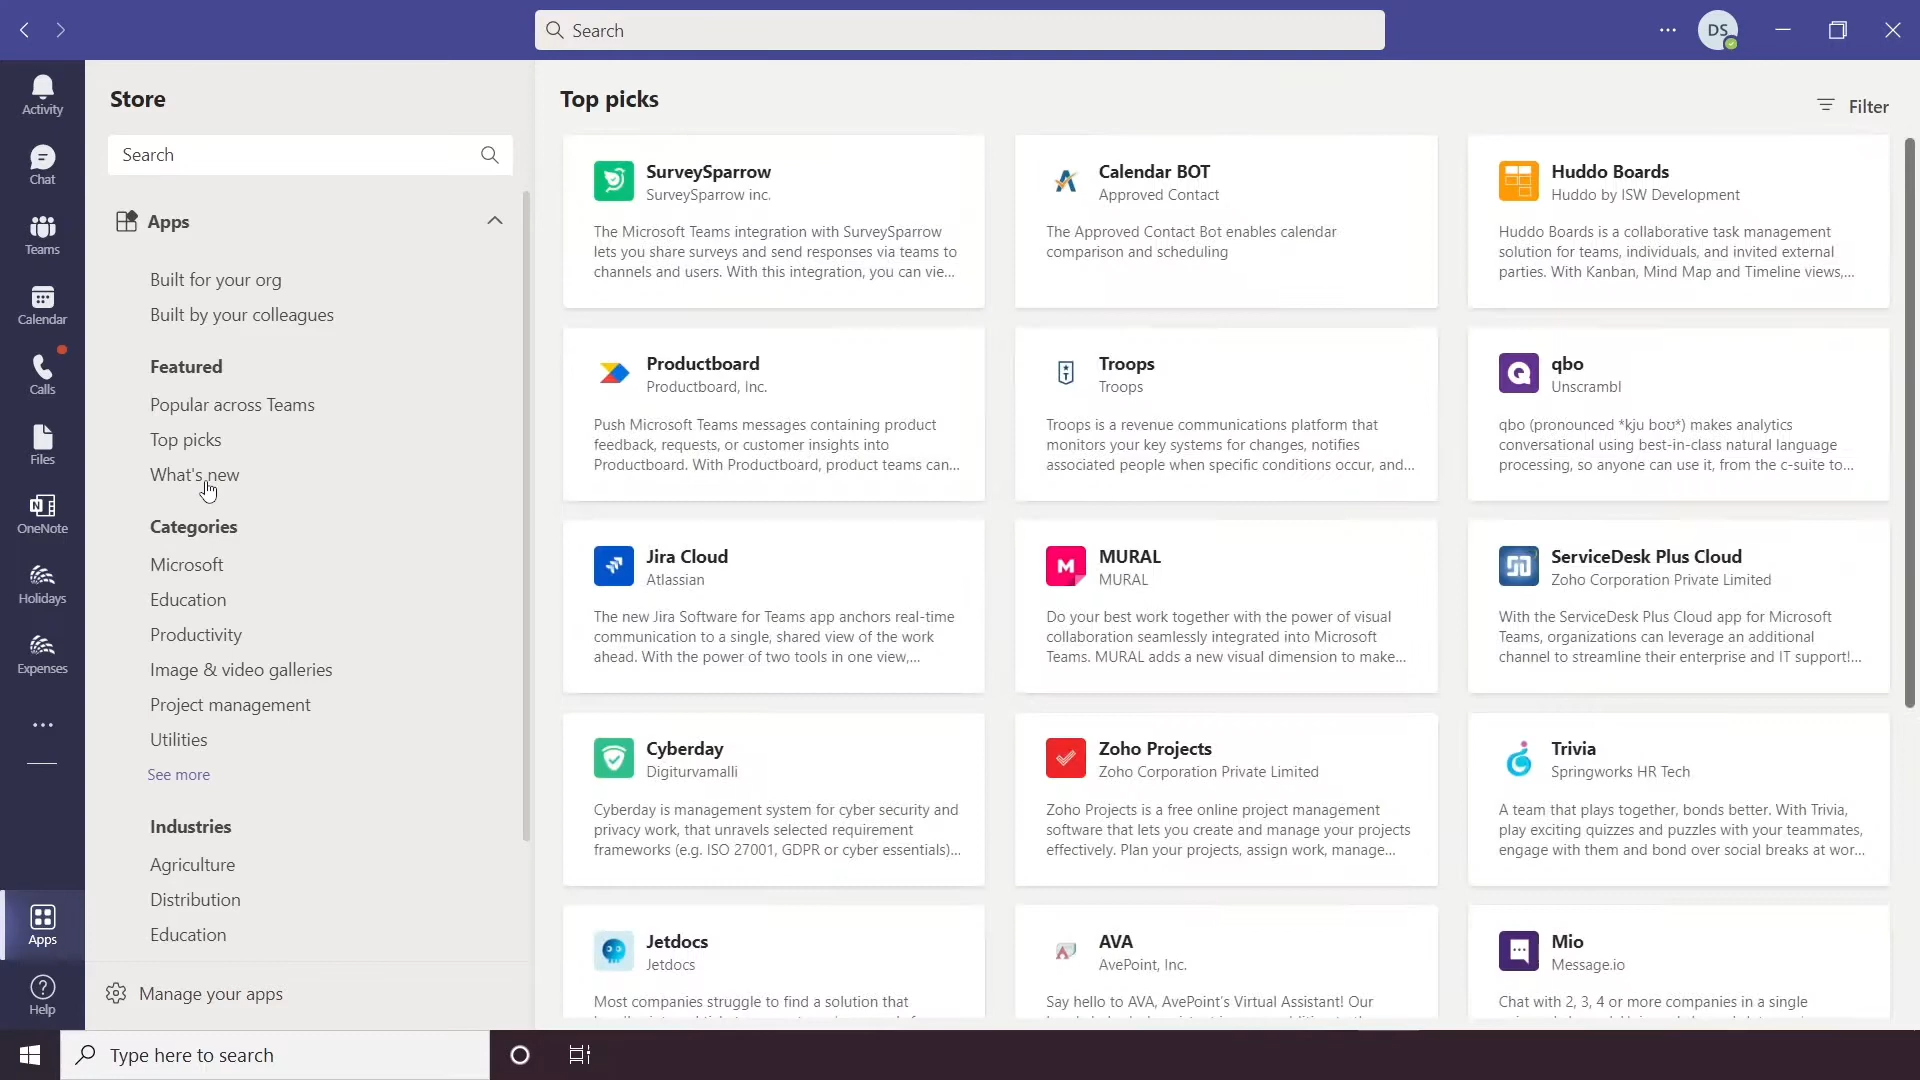 Search
DS
Activity
Chat
Teams
Calendar
Calls
Files
OneNote
Holidays
Expenses
Apps
Help
Store
Search
Apps
Built for your org
Built by your colleagues
Featured
Popular across Teams
Top picks
What's new
Categories
Microsoft
Education
Productivity
Image & video galleries
Project management
Utilities
See more
Industries
Agriculture
Distribution
Education
Manage your apps
Top picks
Filter
SurveySparrow
SurveySparrow inc.
The Microsoft Teams integration with SurveySparrow
lets you share surveys and send responses via teams to
channels and users. With this integration, you can vie...
Calendar BOT
Approved Contact
The Approved Contact Bot enables calendar
comparison and scheduling
Huddo Boards
Huddo by ISW Development
Huddo Boards is a collaborative task management
solution for teams, individuals, and invited external
parties. With Kanban, Mind Map and Timeline views,...
Productboard
Productboard, Inc.
Push Microsoft Teams messages containing product
feedback, requests, or customer insights into
Productboard. With Productboard, product teams can...
Troops
Troops
Troops is a revenue communications platform that
monitors your key systems for changes, notifies
associated people when specific conditions occur, and...
qbo
Unscrambl
qbo (pronounced *kju boʊ*) makes analytics
conversational using best-in-class natural language
processing, so anyone can use it, from the c-suite to...
Jira Cloud
Atlassian
The new Jira Software for Teams app anchors real-time
communication to a single, shared view of the work
ahead. With the power of two tools in one view,...
MURAL
MURAL
Do your best work together with the power of visual
collaboration seamlessly integrated into Microsoft
Teams. MURAL adds a new visual dimension to make...
ServiceDesk Plus Cloud
Zoho Corporation Private Limited
With the ServiceDesk Plus Cloud app for Microsoft
Teams, organizations can leverage an additional
channel to streamline their enterprise and IT support!...
Cyberday
Digiturvamalli
Cyberday is management system for cyber security and
privacy work, that unravels selected requirement
frameworks (e.g. ISO 27001, GDPR or cyber essentials)...
Zoho Projects
Zoho Corporation Private Limited
Zoho Projects is a free online project management
software that lets you create and manage your projects
effectively. Plan your projects, assign work, manage...
Trivia
Springworks HR Tech
A team that plays together, bonds better. With Trivia,
play exciting quizzes and puzzles with your teammates,
engage with them and bond over social breaks at wor...
Jetdocs
Jetdocs
Most companies struggle to find a solution that
AVA
AvePoint, Inc.
Say hello to AVA, AvePoint's Virtual Assistant! Our
Mio
Message.io
Chat with 2, 3, 4 or more companies in a single
Type here to search